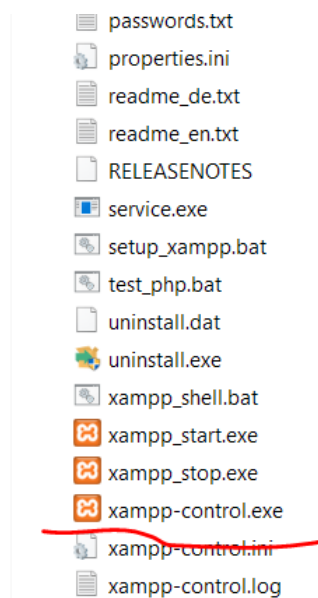 passwords.txt
properties.ini
readme_de.txt
readme_en.txt
RELEASENOTES
service.exe
setup_xampp.bat
test_php.bat
uninstall.dat
uninstall.exe
xampp_shell.bat
xampp_start.exe
xampp_stop.exe
xampp-control.exe
xampp-control.ini
xampp-control.log